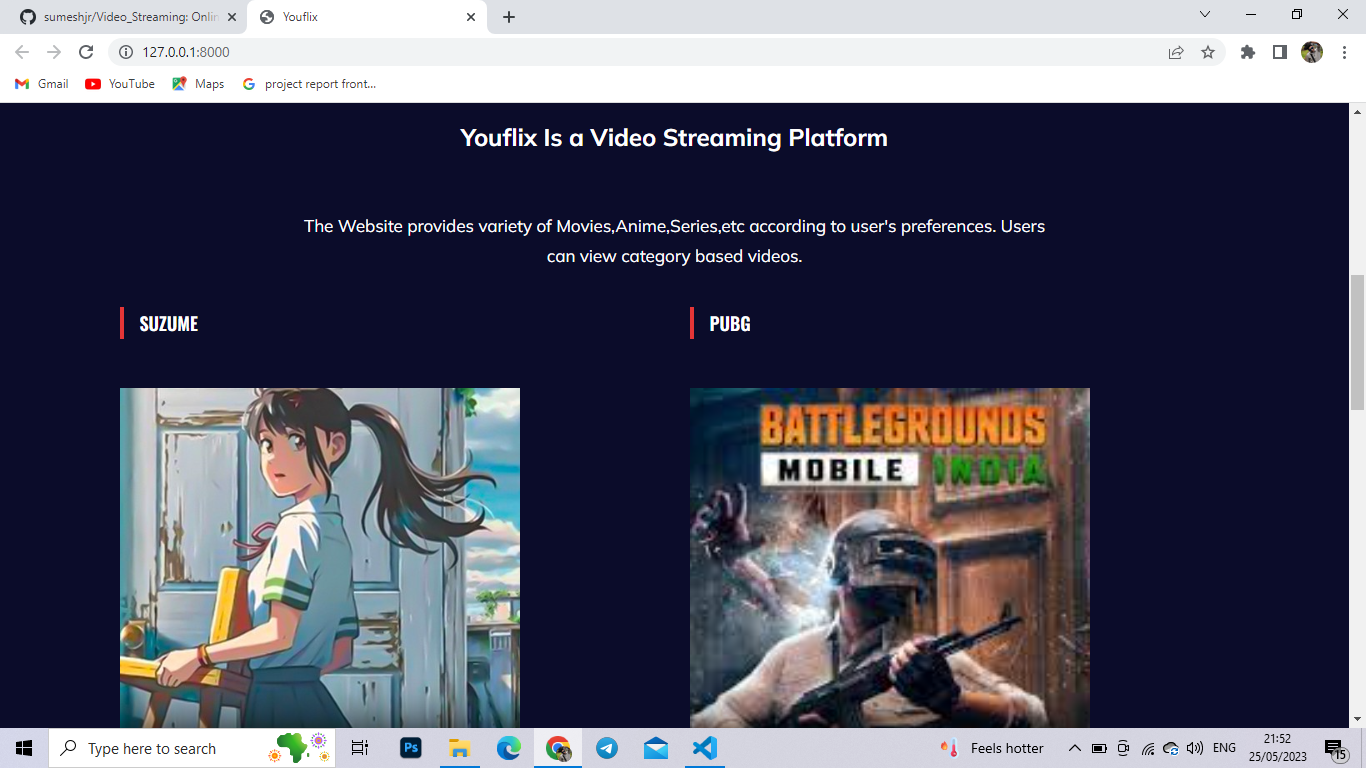 sumeshjr/Video_Streaming: Onlin
Youflix
127.0.0.1:8000
Gmail
YouTube
Maps
project report front...
Youflix Is a Video Streaming Platform
The Website provides variety of Movies,Anime,Series,etc according to user's preferences. Users
can view category based videos.
SUZUME
PUBG
BATTLEGROUNDS
MOBILE INDIA
Type here to search
Ps
Feels hotter
ENG
21:52
25/05/2023
15